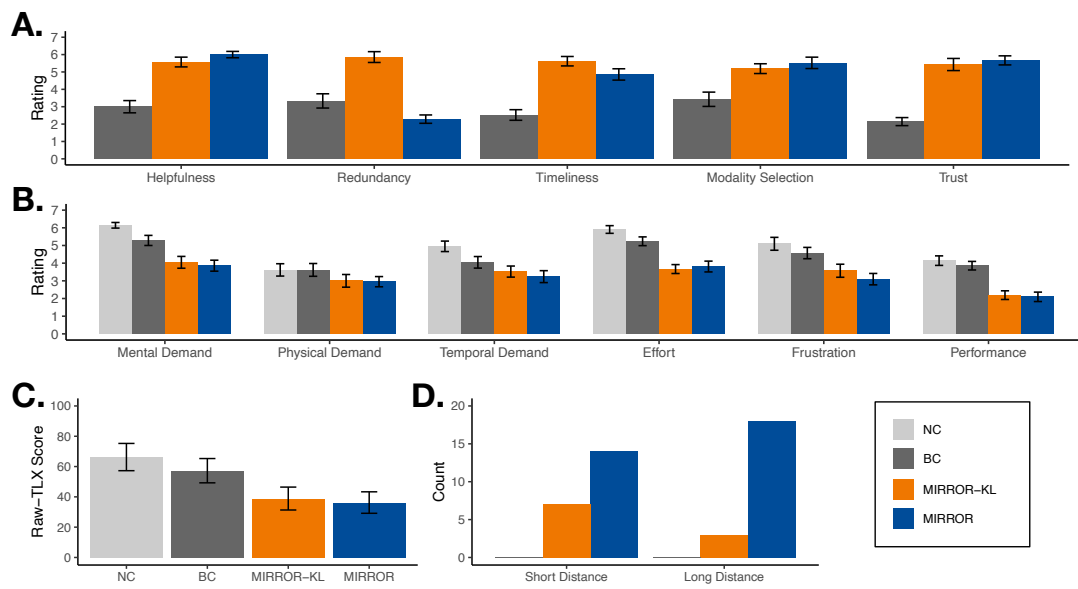 A.
Rating
7
6
5
4
3
2
1
0
Helpfulness Redundancy Timeliness Modality Selection Trust
B.
Rating
7
6
5
4
3
2
1
0
Mental Demand Physical Demand Temporal Demand Effort Frustration Performance
C.
Raw−TLX Score
100
80
60
40
20
0
NC BC MIRROR−KL MIRROR
D.
Count
20
15
10
5
0
Short Distance Long Distance
NC
BC
MIRROR−KL
MIRROR